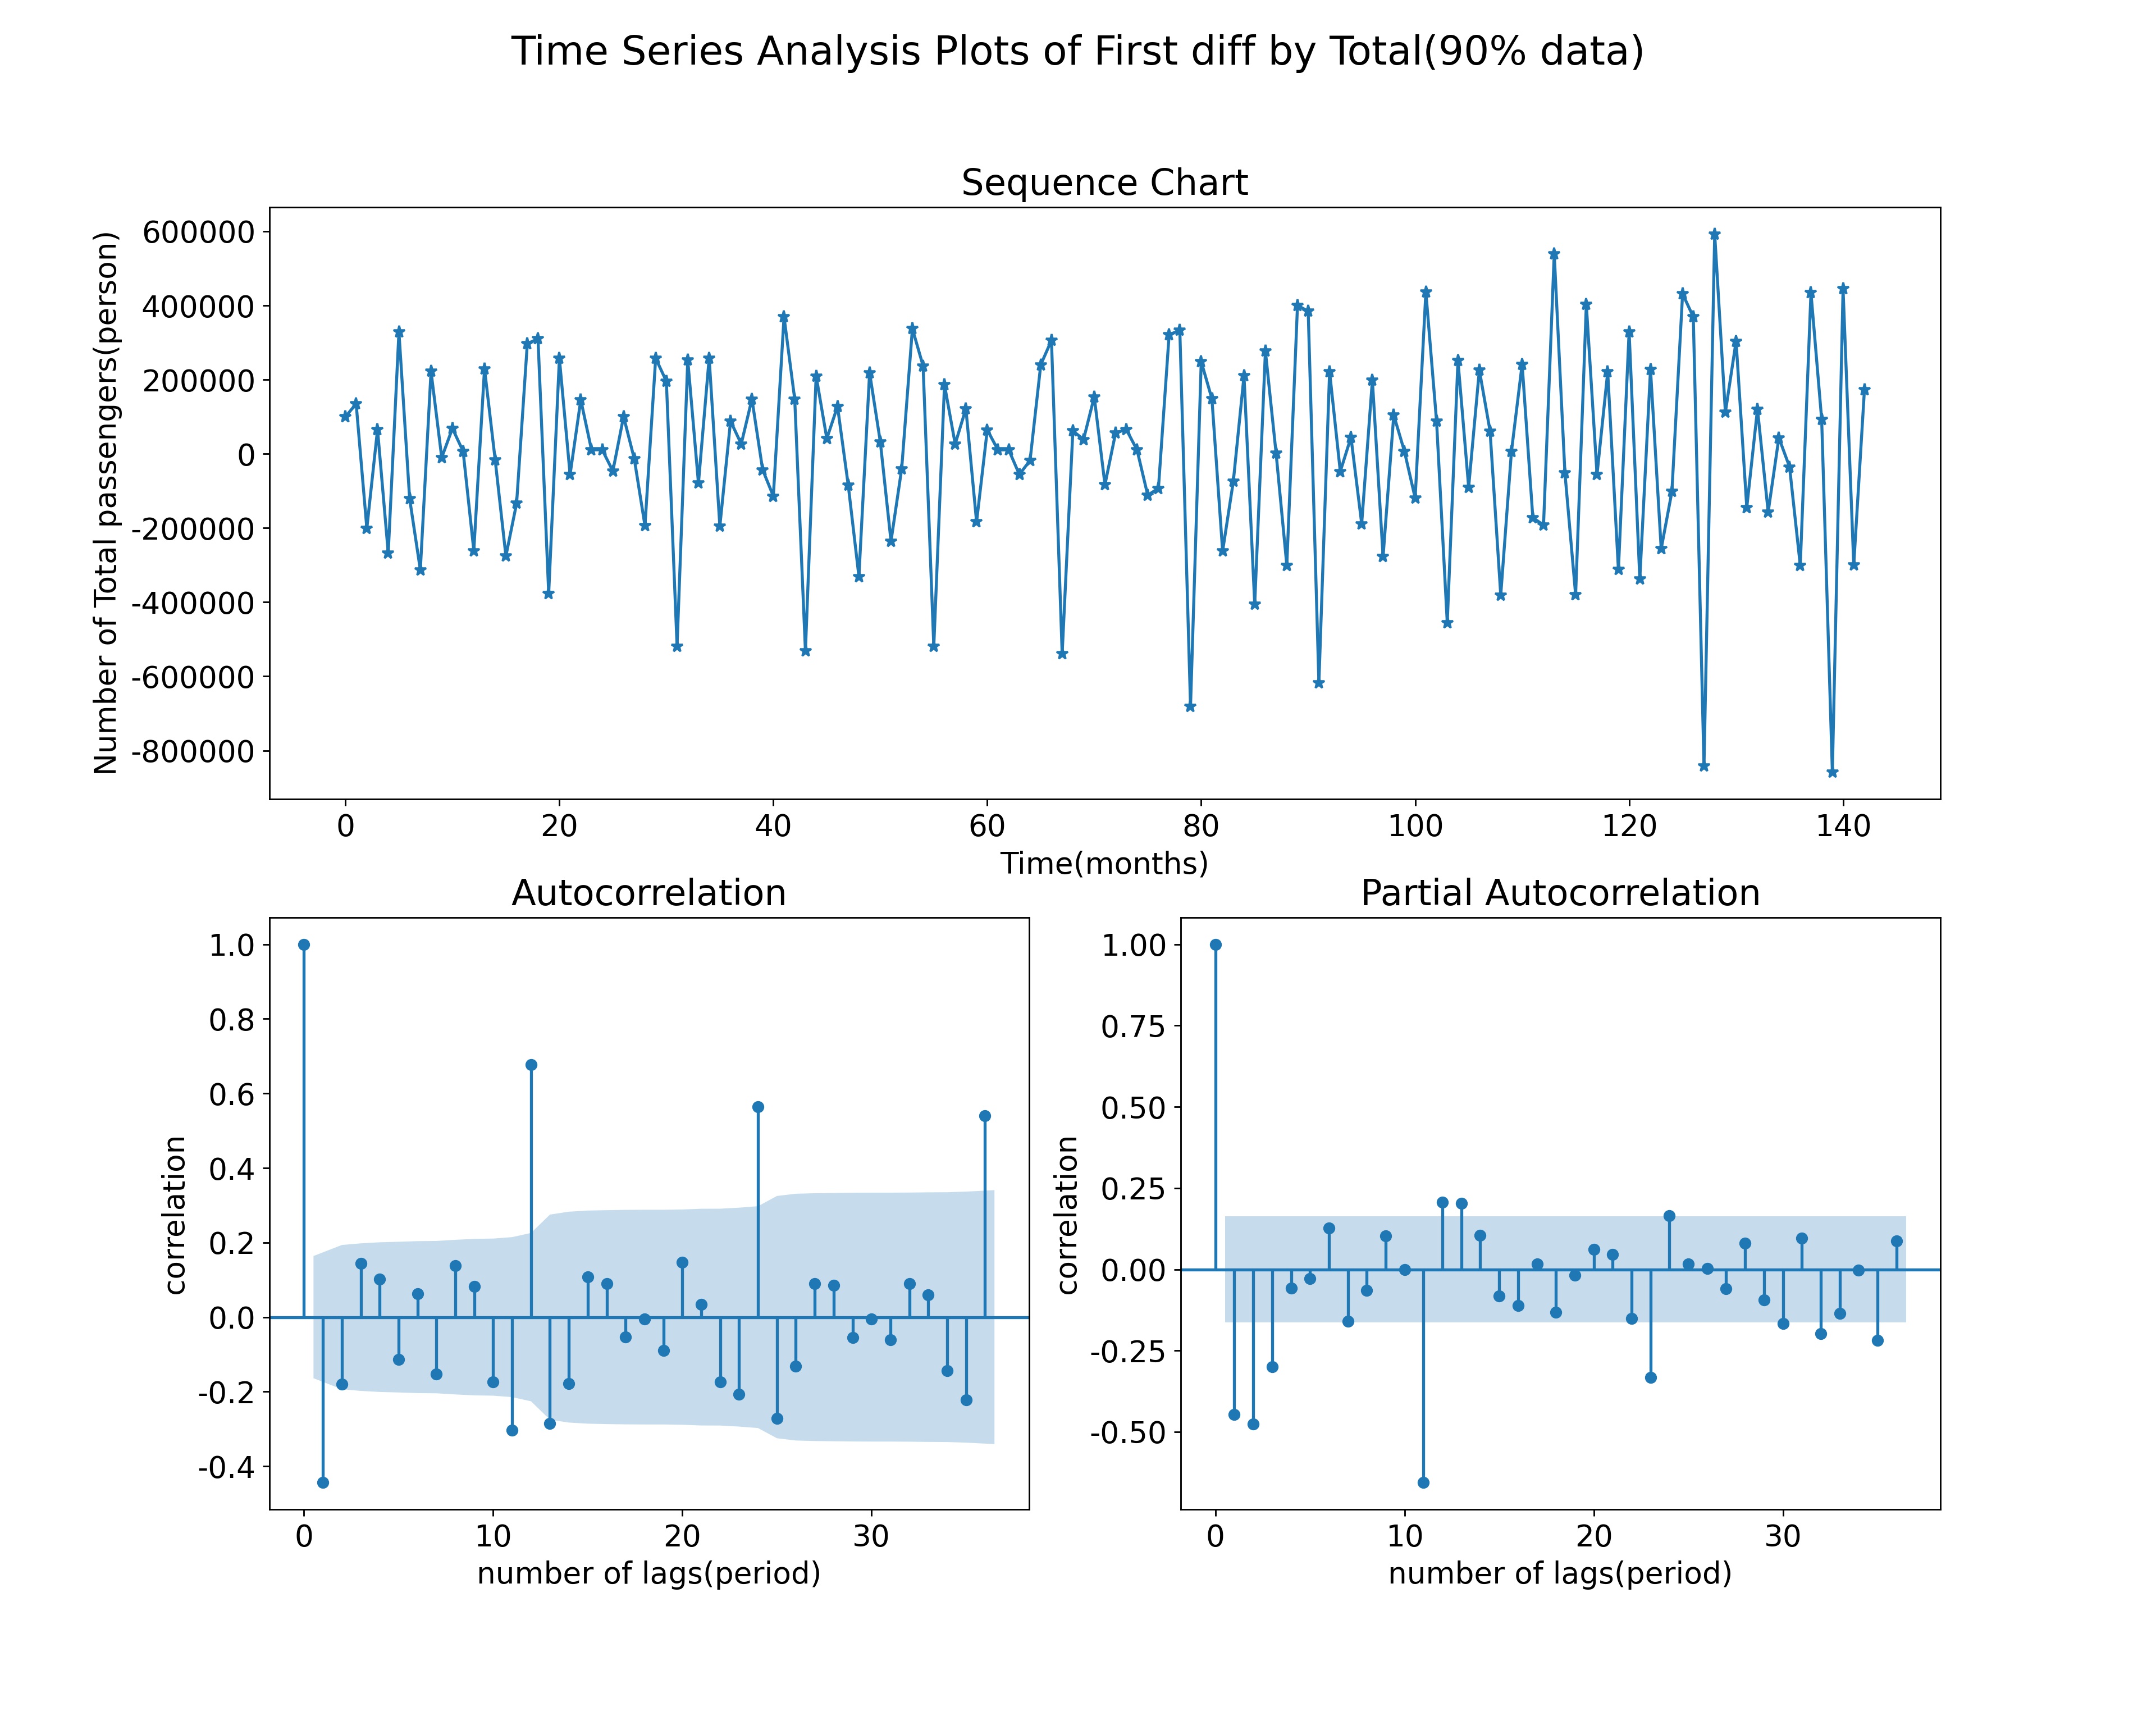 Time Series Analysis Plots of First diff by Total(90% data)
Sequence Chart
Number of Total passengers(person)
600000
400000
200000
0
-200000
-400000
-600000
-800000
0 20 40 60 80 100 120 140
Time(months)
Autocorrelation
correlation
1.0
0.8
0.6
0.4
0.2
0.0
-0.2
-0.4
0 10 20 30
number of lags(period)
Partial Autocorrelation
correlation
1.00
0.75
0.50
0.25
0.00
-0.25
-0.50
0 10 20 30
number of lags(period)